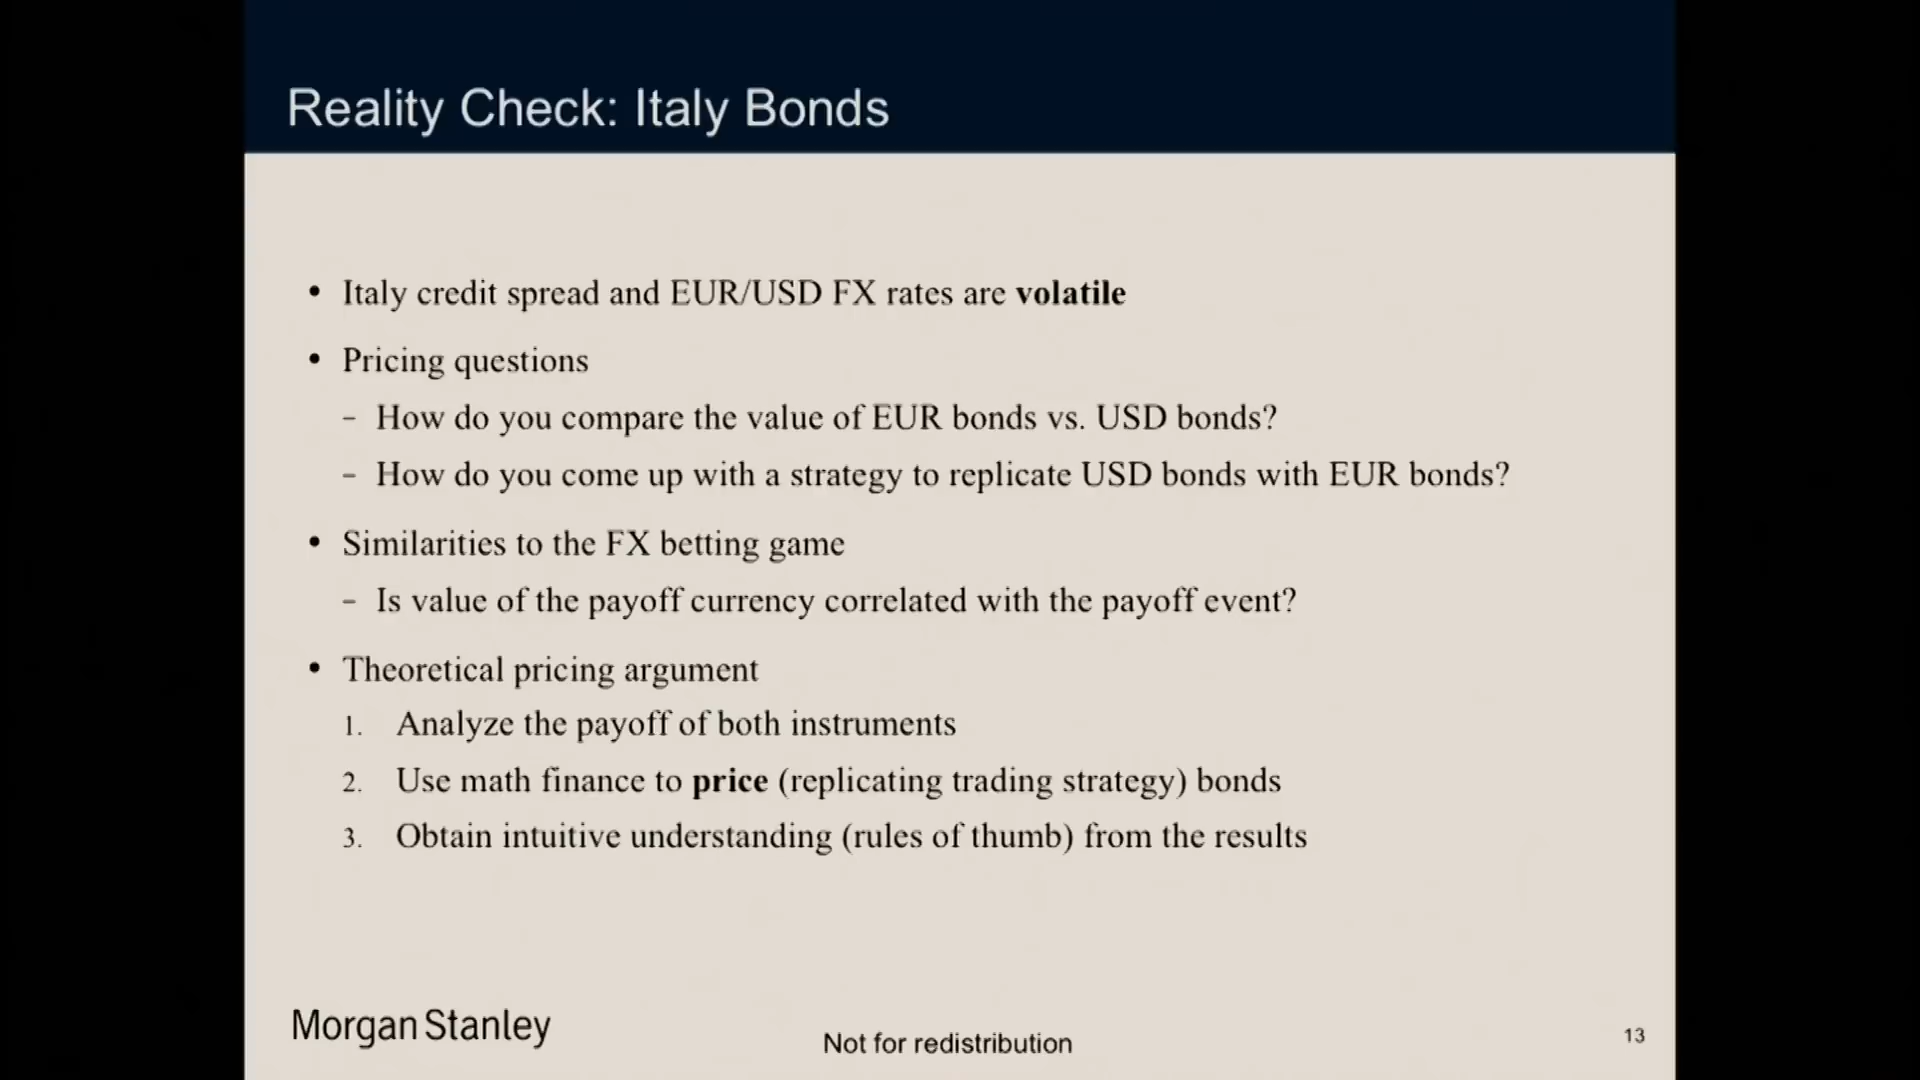 Reality Check: Italy Bonds
• Italy credit spread and EUR/USD FX rates are volatile
• Pricing questions
– How do you compare the value of EUR bonds vs. USD bonds?
– How do you come up with a strategy to replicate USD bonds with EUR bonds?
• Similarities to the FX betting game
– Is value of the payoff currency correlated with the payoff event?
• Theoretical pricing argument
1. Analyze the payoff of both instruments
2. Use math finance to price (replicating trading strategy) bonds
3. Obtain intuitive understanding (rules of thumb) from the results
Morgan Stanley
Not for redistribution
13